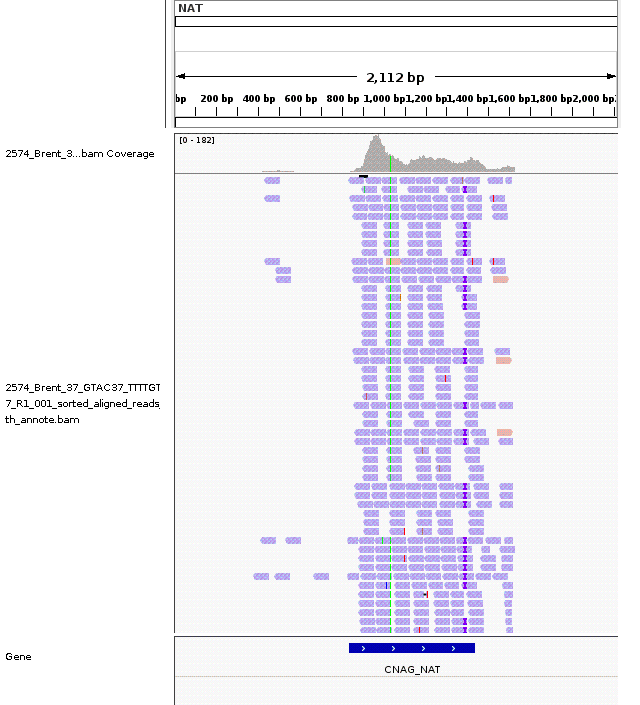 NAT
2,112 bp
bp 200 bp 400 bp 600 bp 800 bp 1,000 bp 1,200 bp 1,400 bp 1,600 bp 1,800 bp 2,000 bp
[0 - 182]
2574_Brent_3...bam Coverage
2574_Brent_37_GTAC37_TTTTGT
7_R1_001_sorted_aligned_reads_
th_annote.bam
Gene
CNAG_NAT